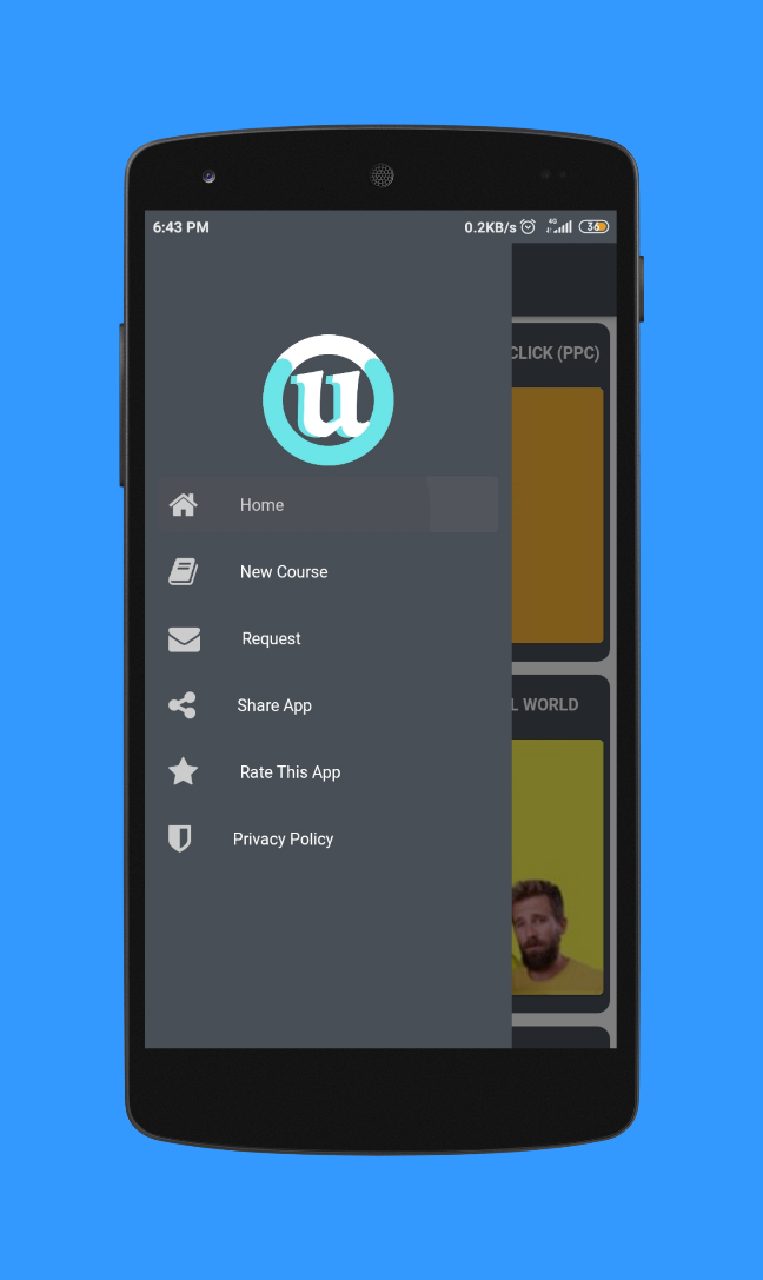 6:43 PM
0.2KB/s 4G 36
CLICK (PPC)
u
Home
New Course
Request
L WORLD
Share App
Rate This App
Privacy Policy